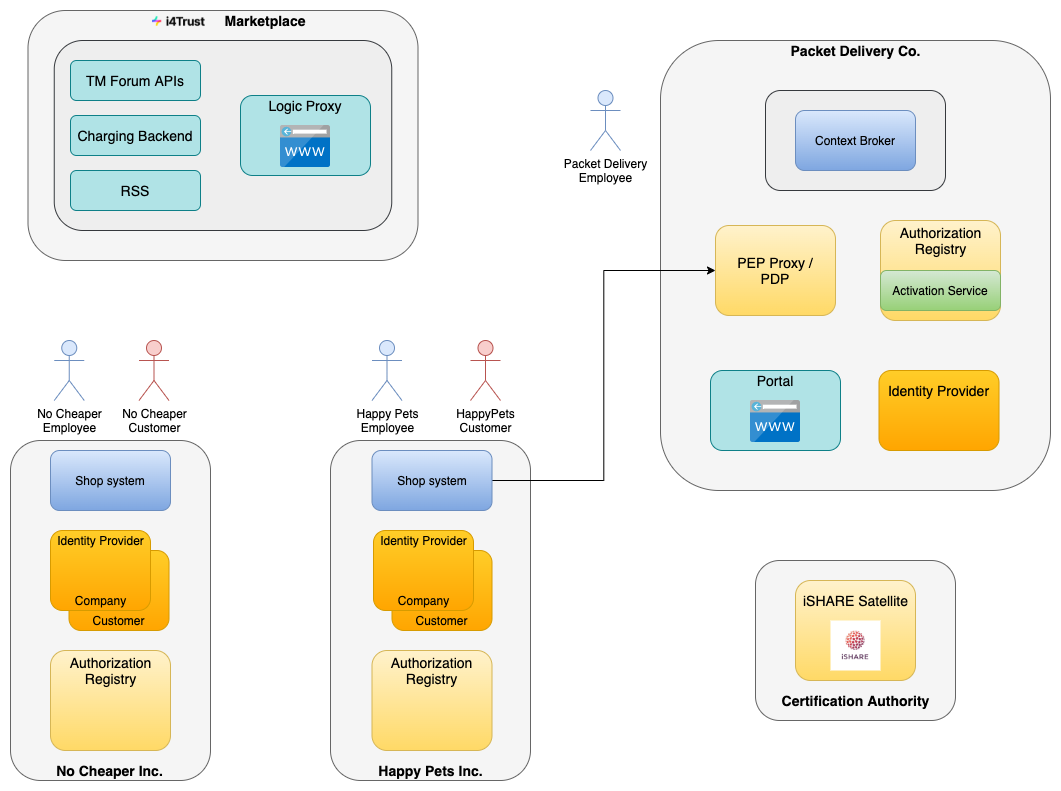 i4Trust Marketplace
TM Forum APIs
Charging Backend
RSS
Logic Proxy
WWW
Packet Delivery
Employee
Packet Delivery Co.
Context Broker
PEP Proxy /
PDP
Authorization
Registry
Activation Service
Portal
WWW
Identity Provider
No Cheaper
Employee
No Cheaper
Customer
Shop system
Identity Provider
Company
Customer
Authorization
Registry
No Cheaper Inc.
Happy Pets
Employee
HappyPets
Customer
Shop system
Identity Provider
Company
Customer
Authorization
Registry
Happy Pets Inc.
iSHARE Satellite
iSHARE
Certification Authority